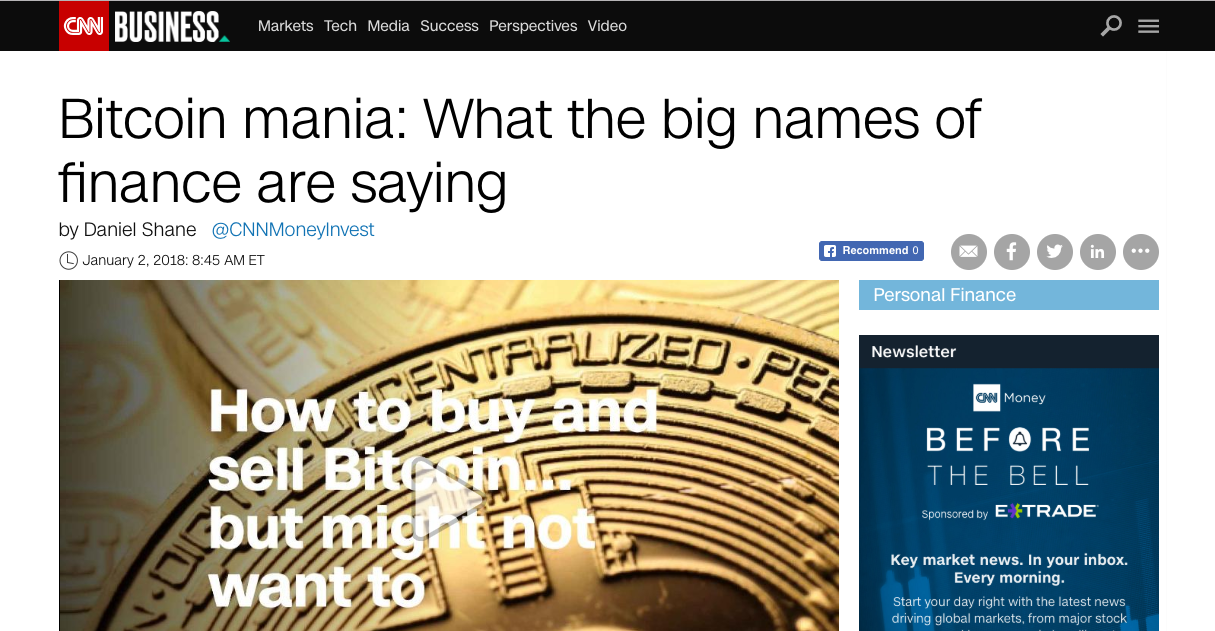 CNN BUSINESS
Markets Tech Media Success Perspectives Video
Bitcoin mania: What the big names of
finance are saying
by Daniel Shane @CNNMoneyInvest
January 2, 2018: 8:45 AM ET
Recommend 0
f
in
CENTRALIZED • PEE
How to buy and
sell Bitcoin...
but might not
want to
Personal Finance
Newsletter
CNN Money
BEFORE
THE BELL
Sponsored by E*TRADE
Key market news. In your inbox.
Every morning.
Start your day right with the latest news
driving global markets, from major stock